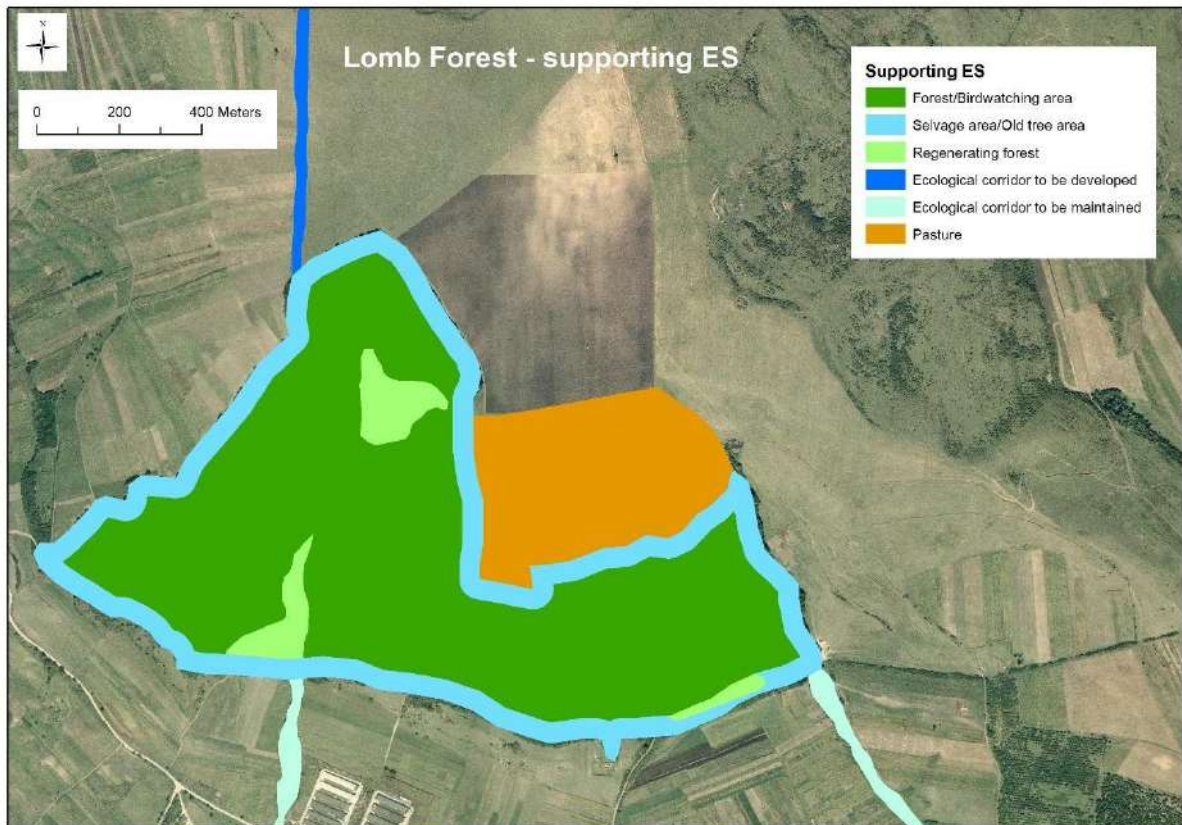 N
Lomb Forest - supporting ES
0 200 400 Meters
Supporting ES
Forest/Birdwatching area
Selvage area/Old tree area
Regenerating forest
Ecological corridor to be developed
Ecological corridor to be maintained
Pasture